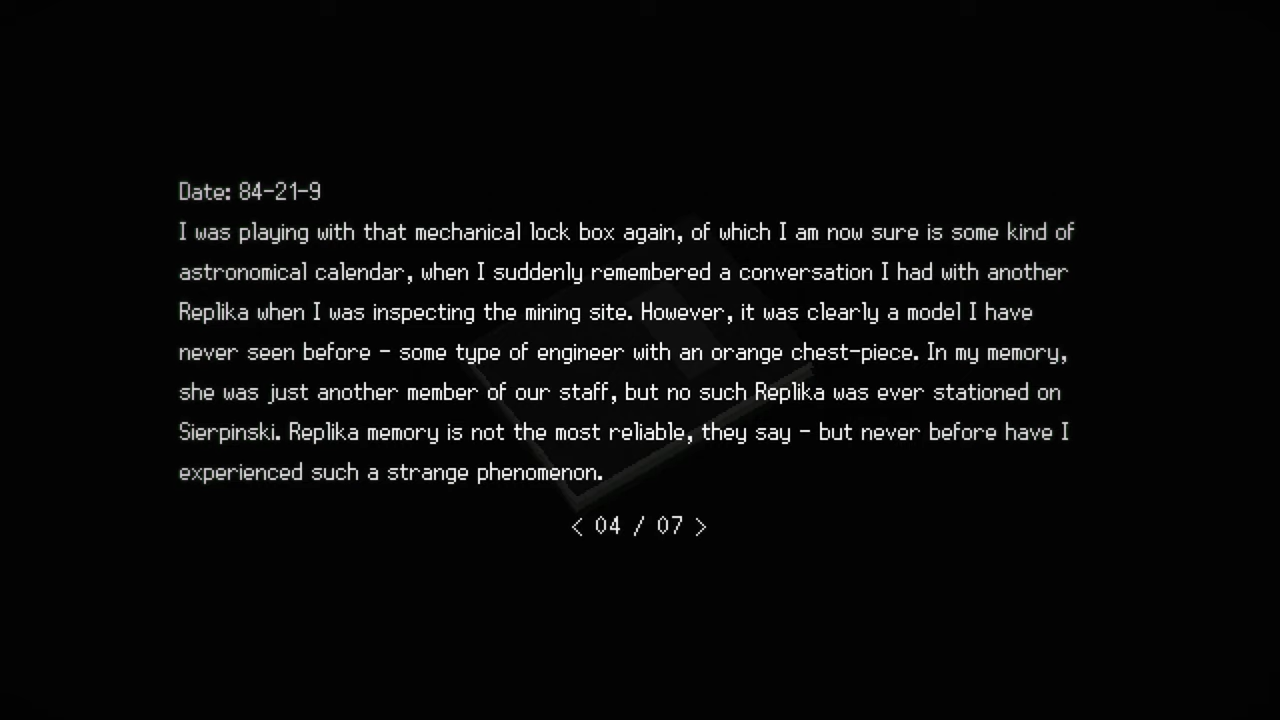 Date: 84-21-9
I was playing with that mechanical lock box again, of which I am now sure is some kind of
astronomical calendar, when I suddenly remembered a conversation I had with another
Replika when I was inspecting the mining site. However, it was clearly a model I have
never seen before - some type of engineer with an orange chest-piece. In my memory,
she was just another member of our staff, but no such Replika was ever stationed on
Sierpinski. Replika memory is not the most reliable, they say - but never before have I
experienced such a strange phenomenon.
< 04 / 07 >